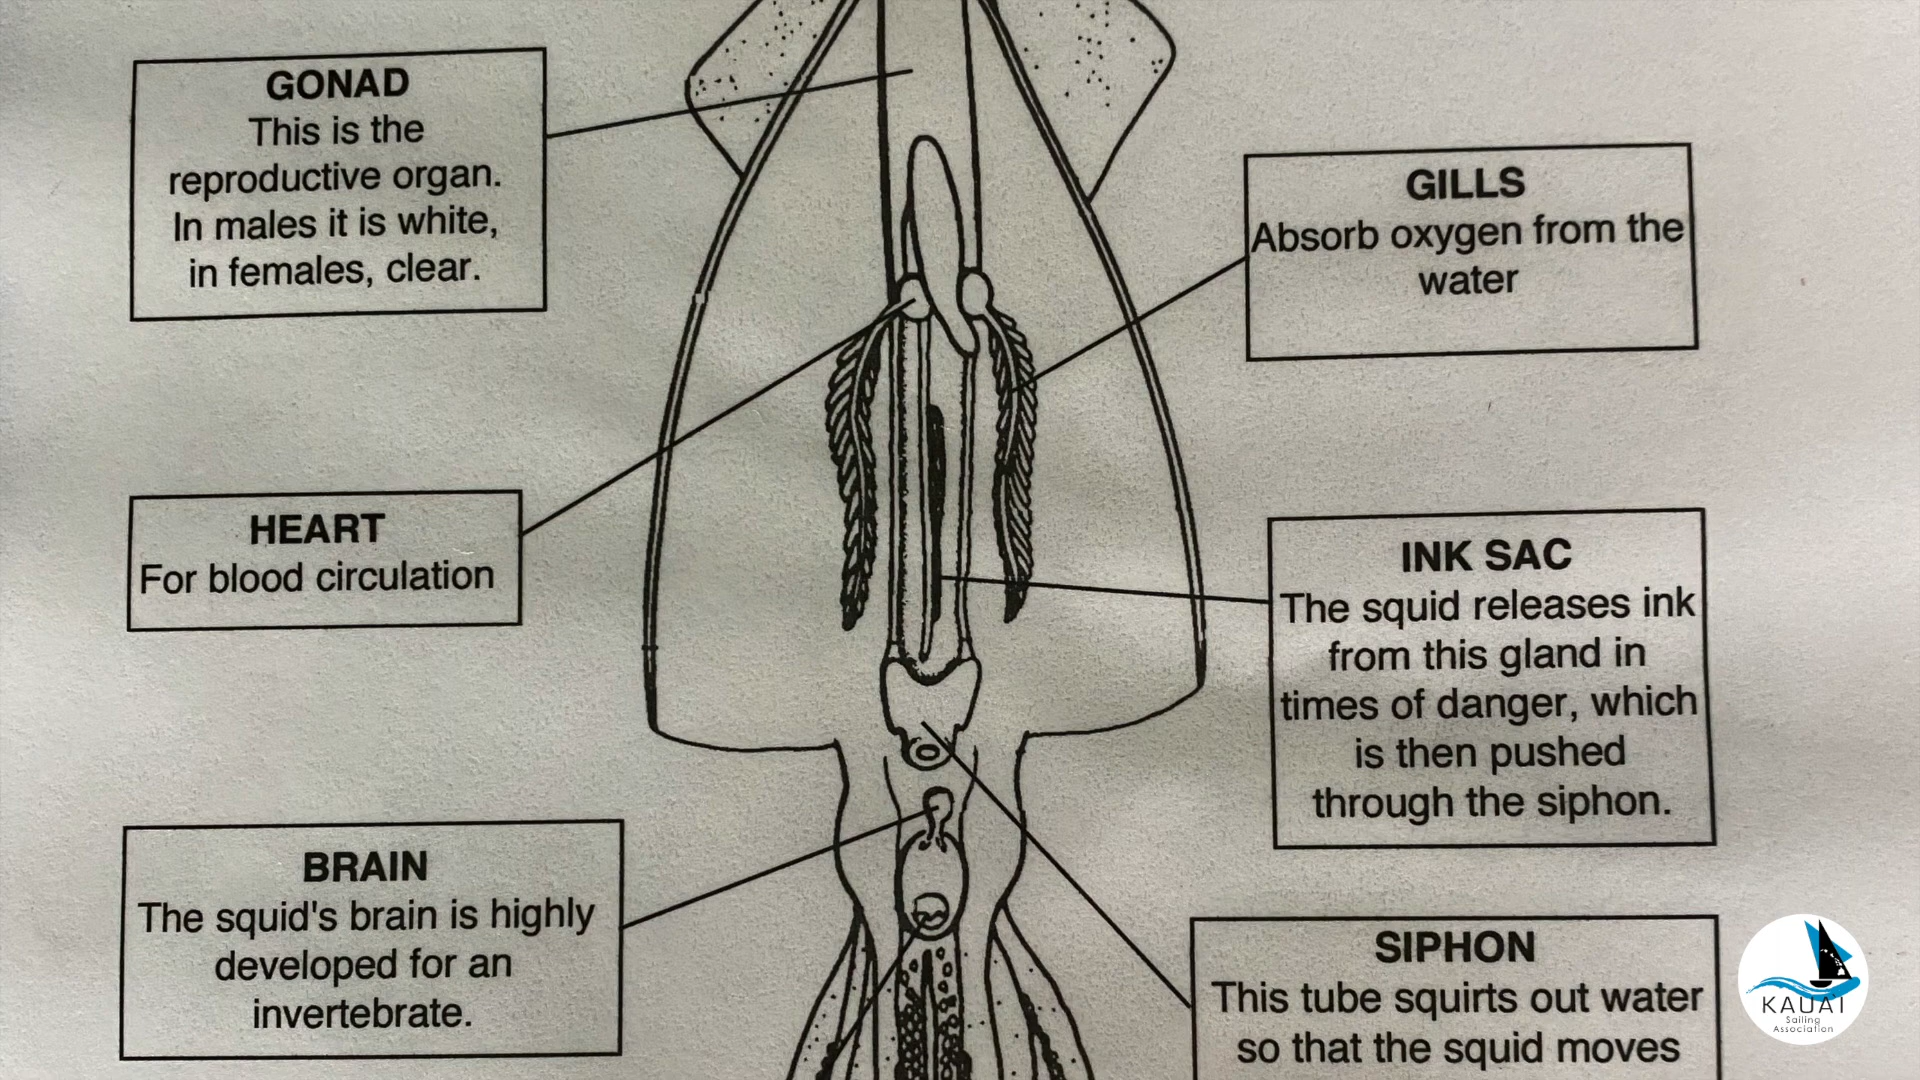 GONAD
This is the
reproductive organ.
In males it is white,
in females, clear.
GILLS
Absorb oxygen from the
water
HEART
For blood circulation
INK SAC
The squid releases ink
from this gland in
times of danger, which
is then pushed
through the siphon.
BRAIN
The squid's brain is highly
developed for an
invertebrate.
SIPHON
This tube squirts out water
so that the squid moves
KAUAI
Sailing
Association